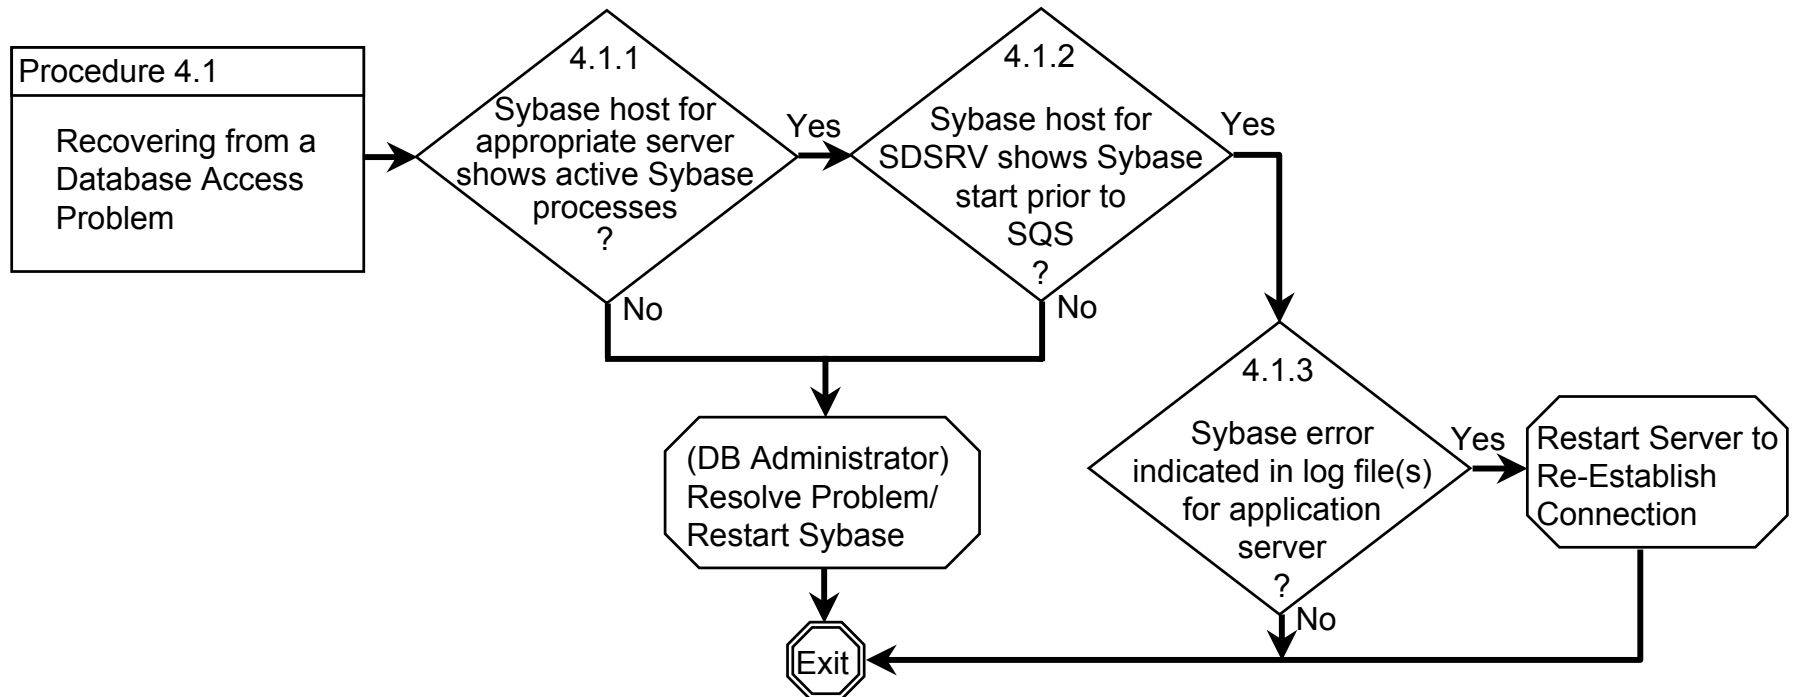 Procedure 4.1
Recovering from a
Database Access
Problem
4.1.1
Sybase host for
appropriate server
shows active Sybase
processes
?
Yes
No
4.1.2
Sybase host for
SDSRV shows Sybase
start prior to
SQS
?
Yes
No
4.1.3
Sybase error
indicated in log file(s)
for application
server
?
Yes
No
Restart Server to
Re-Establish
Connection
(DB Administrator)
Resolve Problem/
Restart Sybase
Exit